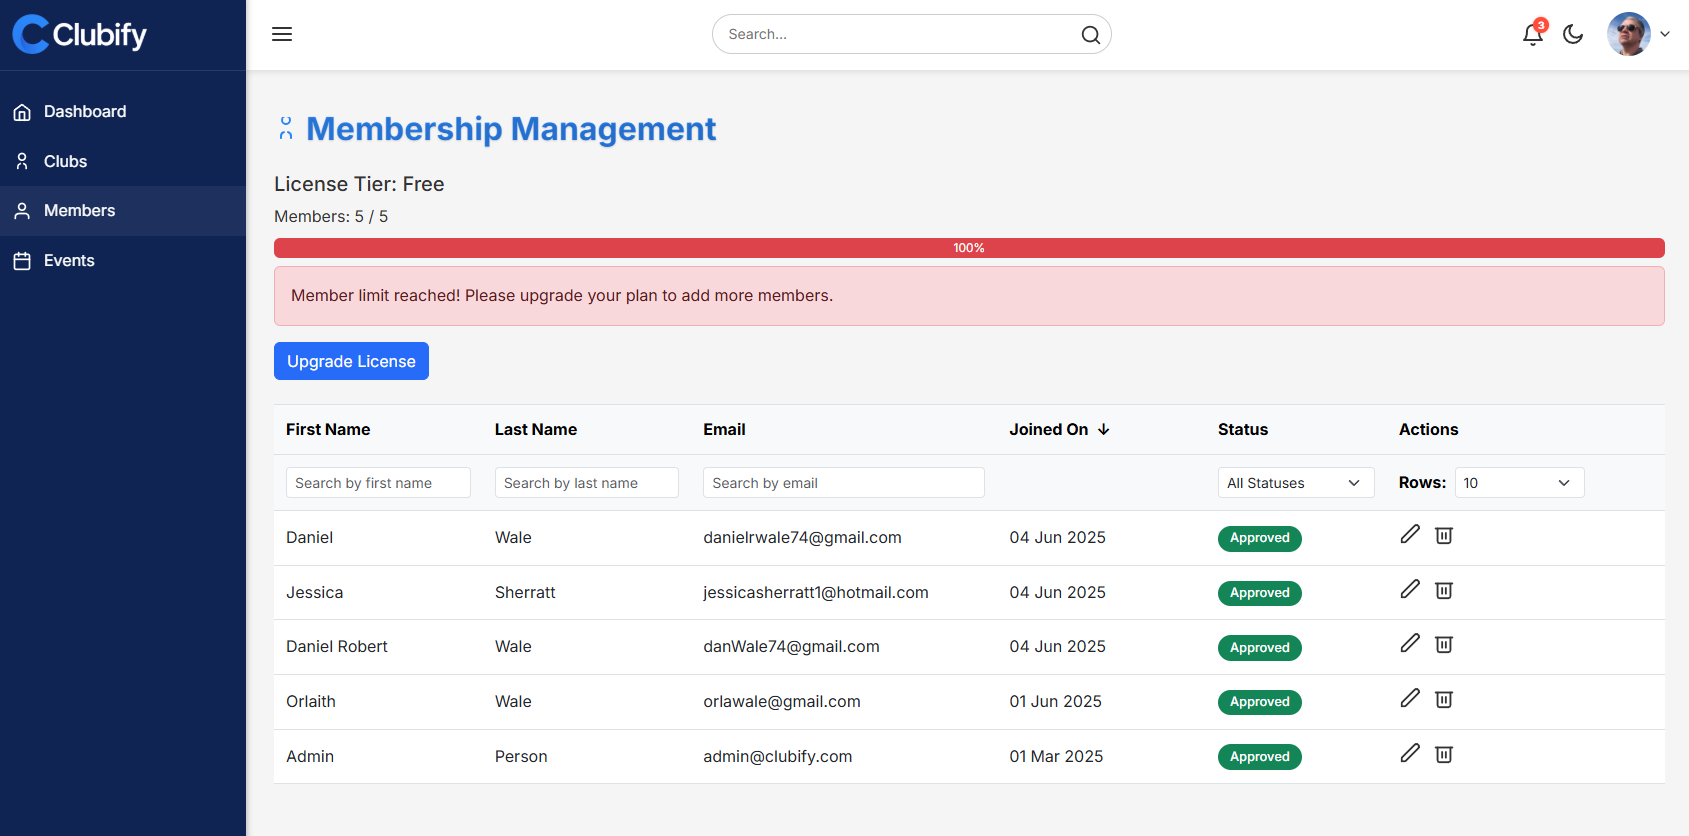 Clubify
Search...
3
Dashboard
Clubs
Members
Events
Membership Management
License Tier: Free
Members: 5 / 5
100%
Member limit reached! Please upgrade your plan to add more members.
Upgrade License
First Name Last Name Email Joined On ↓ Status Actions
Search by first name Search by last name Search by email All Statuses Rows: 10
Daniel Wale danielrwale74@gmail.com 04 Jun 2025 Approved
Jessica Sherratt jessicasherratt1@hotmail.com 04 Jun 2025 Approved
Daniel Robert Wale danWale74@gmail.com 04 Jun 2025 Approved
Orlaith Wale orlawale@gmail.com 01 Jun 2025 Approved
Admin Person admin@clubify.com 01 Mar 2025 Approved